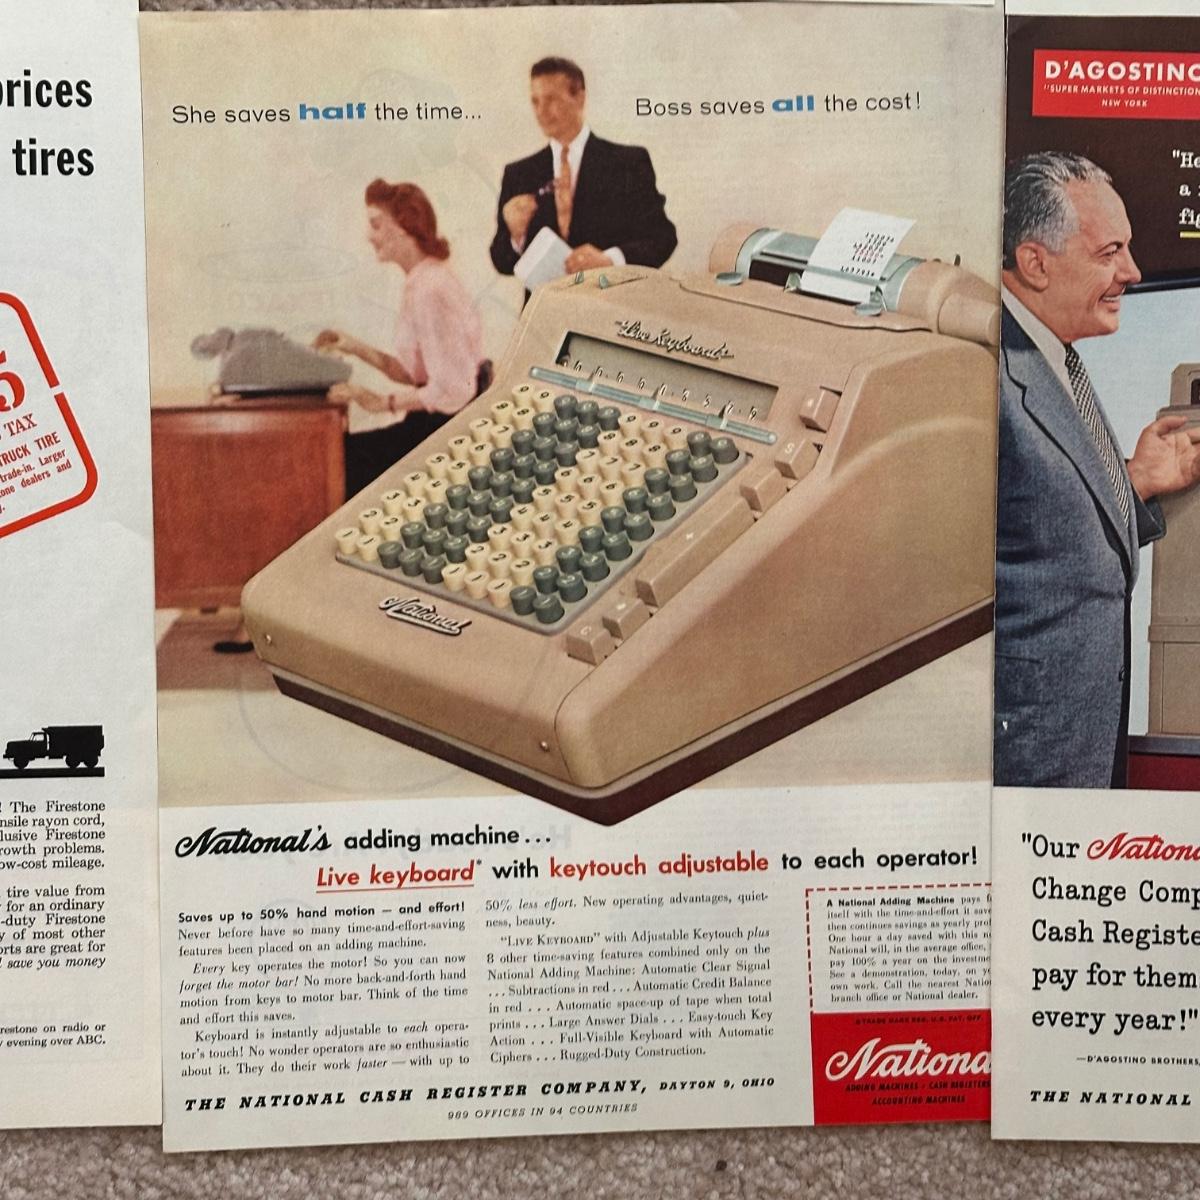 prices
tires
5
TAX
TRUCK TIRE
trade-in. Larger
dealers and
The Firestone
rayon cord,
Firestone
growth problems.
low-cost mileage.
tire value from
for an ordinary
-duty Firestone
of most other
are great for
save you money
on radio or
evening over ABC.
She saves half the time...
Boss saves all the cost!
Live Keyboard
National
National's adding machine...
Live keyboard* with keytouch adjustable to each operator!
Saves up to 50% hand motion — and effort!
Never before have so many time-and-effort-saving
features been placed on an adding machine.
Every key operates the motor! So you can now
forget the motor bar! No more back-and-forth hand
motion from keys to motor bar. Think of the time
and effort this saves.
Keyboard is instantly adjustable to each opera-
tor's touch! No wonder operators are so enthusiastic
about it. They do their work faster — with up to
50% less effort. New operating advantages, quiet-
ness, beauty.
"LIVE KEYBOARD" with Adjustable Keytouch plus
8 other time-saving features combined only on the
National Adding Machine: Automatic Clear Signal
... Subtractions in red ... Automatic Credit Balance
in red ... Automatic space-up of tape when total
prints ... Large Answer Dials ... Easy-touch Key
Action ... Full-Visible Keyboard with Automatic
Ciphers ... Rugged-Duty Construction.
A National Adding Machine pays
itself with the time-and-effort it
then continues savings as yearly
One hour a day saved with this
National will, in the average office,
pay 100% a year on the
See a demonstration, today, on
own work. Call the nearest
branch office or National dealer.
*TRADE MARK REG. U.S. PAT. OFF.
Nationa
ADDING MACHINES • CASH REGISTERS
ACCOUNTING MACHINES
THE NATIONAL CASH REGISTER COMPANY, DAYTON 9, OHIO
989 OFFICES IN 94 COUNTRIES
D'AGOSTINO
"SUPER MARKETS OF DISTINCTION
NEW YORK
"He
a
fig
"Our Nationa
Change Comp
Cash Registe
pay for them
every year!"
—D'AGOSTINO BROTHERS,
THE NATIONAL